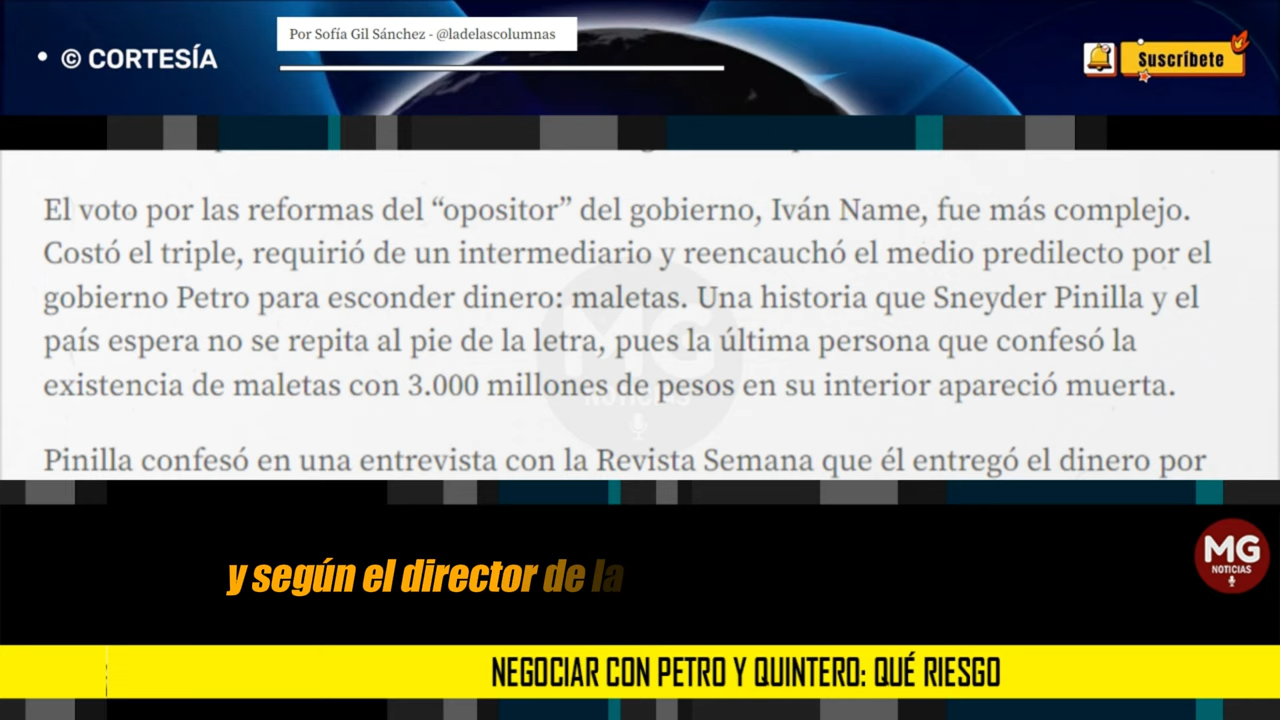 Por Sofía Gil Sánchez - @ladelascolumnas
• © CORTESÍA
Suscríbete
El voto por las reformas del “opositor” del gobierno, Iván Name, fue más complejo.
Costó el triple, requirió de un intermediario y reencauchó el medio predilecto por el
gobierno Petro para esconder dinero: maletas. Una historia que Sneyder Pinilla y el
país espera no se repita al pie de la letra, pues la última persona que confesó la
existencia de maletas con 3.000 millones de pesos en su interior apareció muerta.
Pinilla confesó en una entrevista con la Revista Semana que él entregó el dinero por
y según el director de la
MG
NOTICIAS
NEGOCIAR CON PETRO Y QUINTERO: QUÉ RIESGO